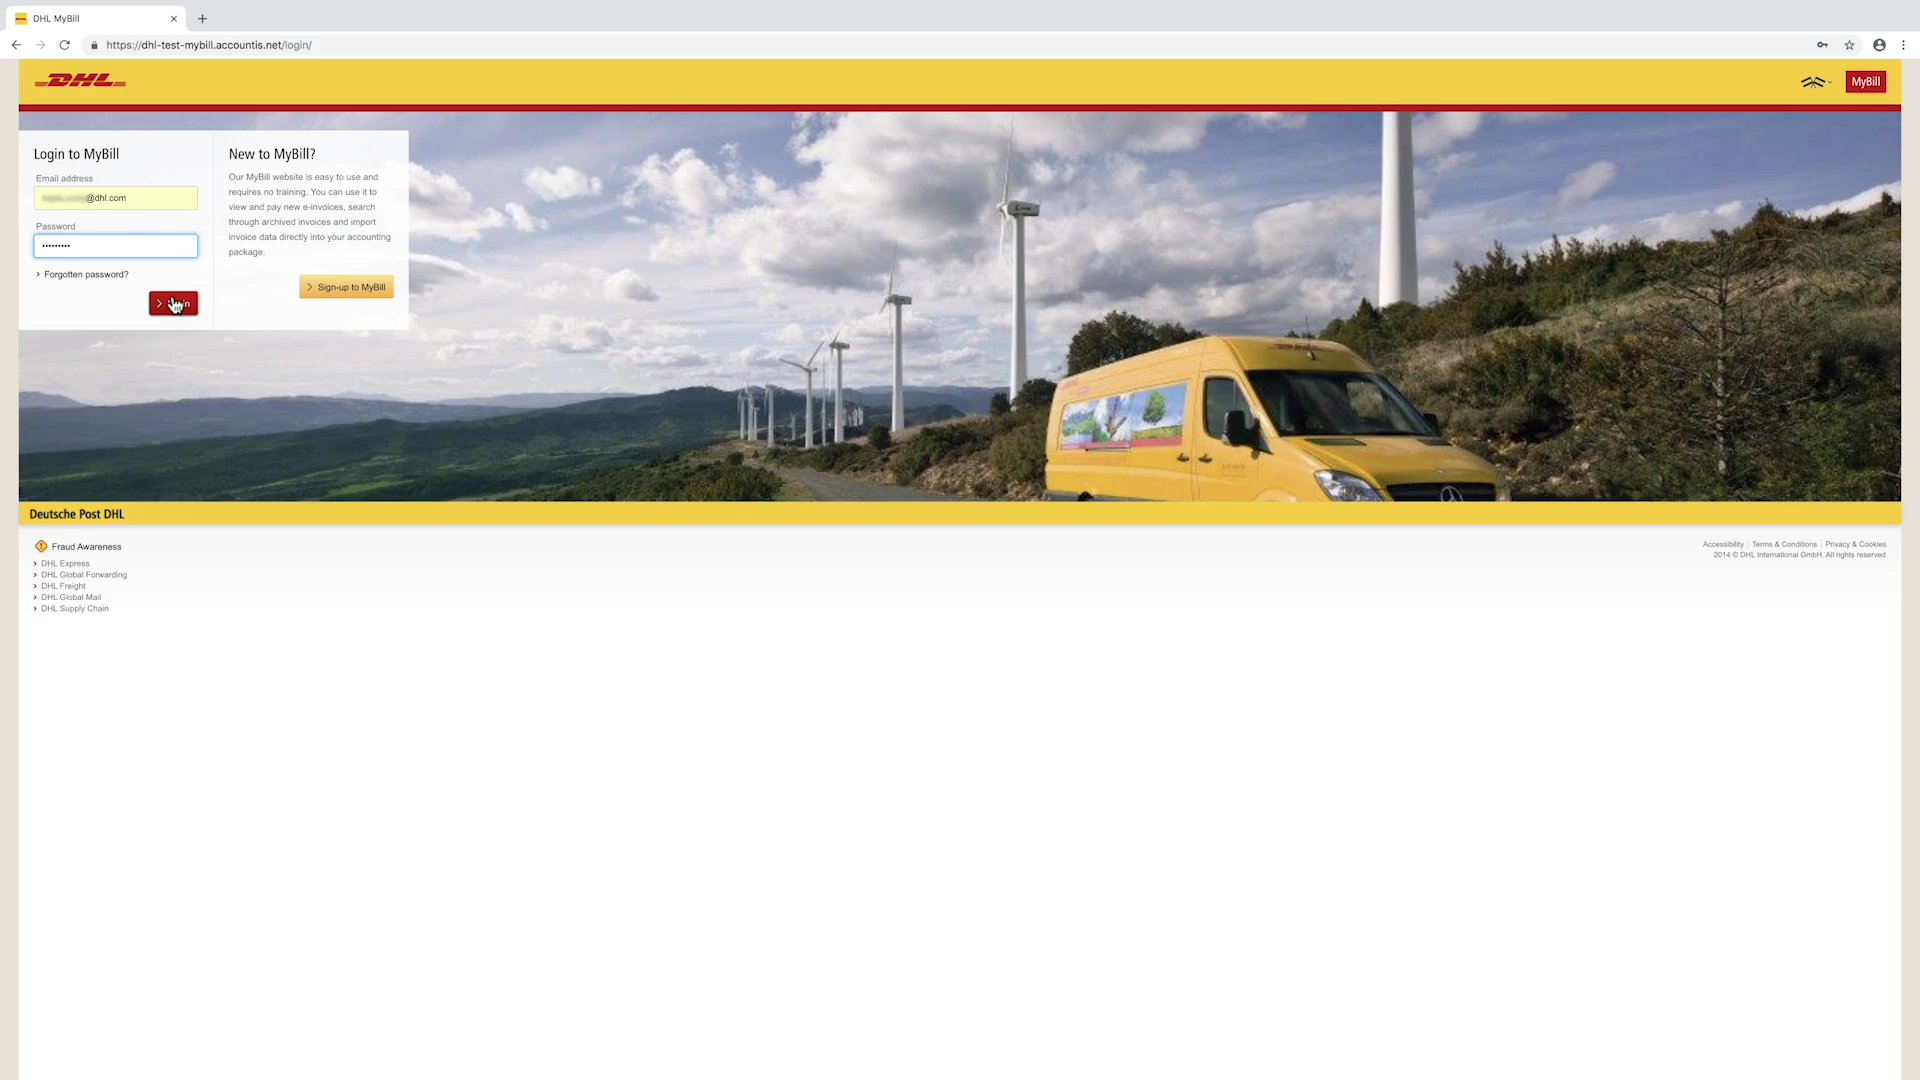 DHL MyBill
https://dhl-test-mybill.accountis.net/login/
DHL
MyBill
Login to MyBill
Email address
@dhl.com
Password
•••••••••
Forgotten password?
New to MyBill?
Our MyBill website is easy to use and
requires no training. You can use it to
view and pay new e-invoices, search
through archived invoices and import
invoice data directly into your accounting
package.
Sign-up to MyBill
Deutsche Post DHL
Fraud Awareness
DHL Express
DHL Global Forwarding
DHL Freight
DHL Global Mail
DHL Supply Chain
Accessibility | Terms & Conditions | Privacy & Cookies
2014 © DHL International GmbH. All rights reserved